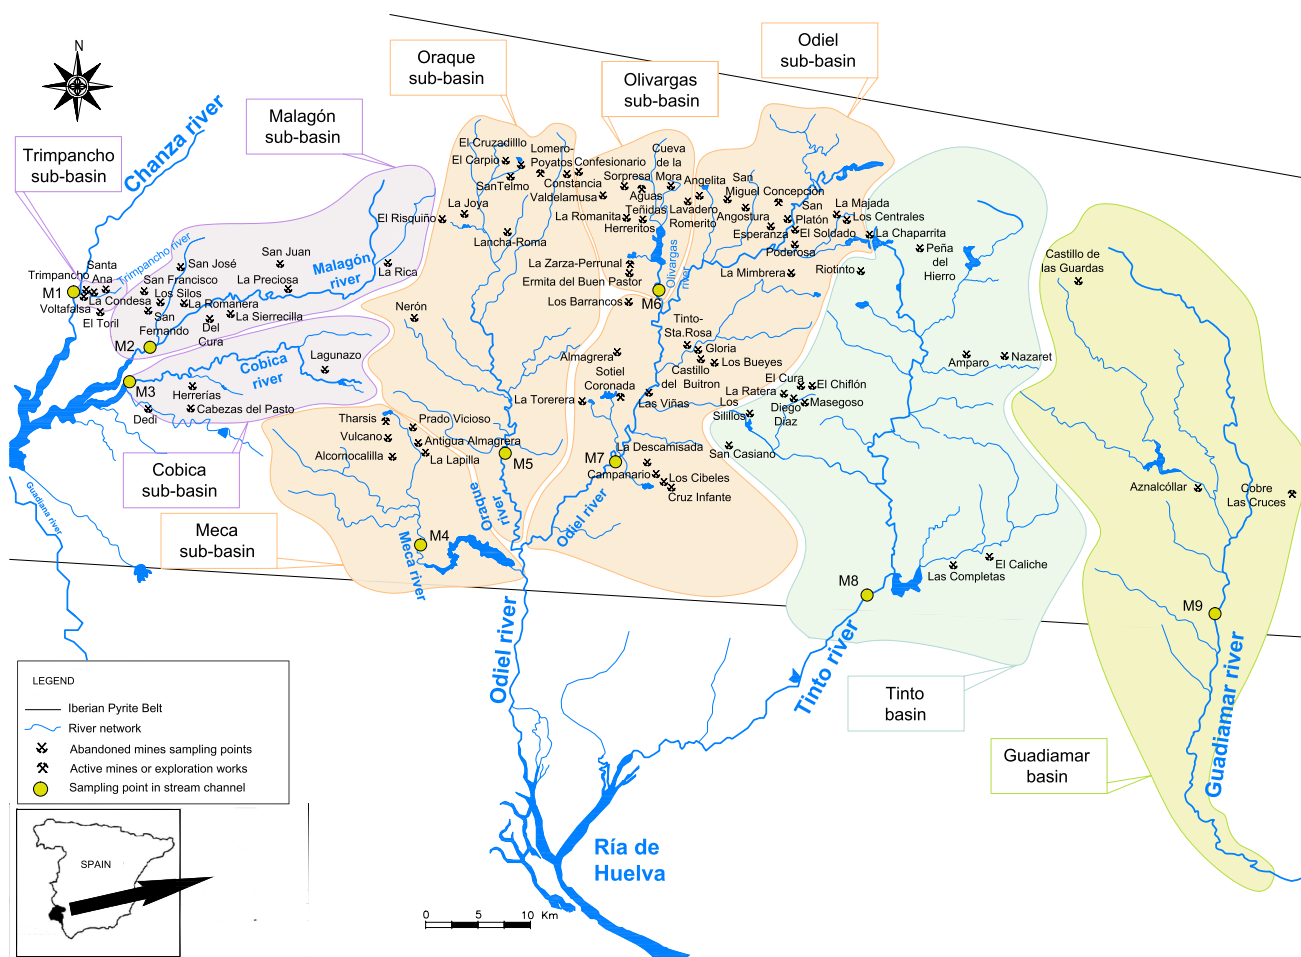 N
Trimpancho
sub-basin
Malagón
sub-basin
Oraque
sub-basin
Olivargas
sub-basin
Odiel
sub-basin
Chanza river
Trimpancho river
Malagón
river
Cobica
river
Santa
Ana
Trimpancho
M1
Voltafalsa
La Condesa
El Toril
San José
San Francisco
Los Silos
La Romanera
San
Fernando
Del
Cura
La Sierrecilla
San Juan
La Preciosa
La Rica
M2
M3
Lagunazo
Herrerías
Cabezas del Pasto
Dedi
Cobica
sub-basin
Guadiana river
Meca
sub-basin
El Cruzadilllo
El Carpio
SanTelmo
Lomero-
Poyatos
Constancia
Confesionario
Valdelamusa
La Joya
El Risquiño
Lancha-Roma
Nerón
Sorpresa
Aguas
Teñidas
Cueva
de la
Mora
Angelita
Lavadero
Romerito
La Romanita
Herreritos
La Zarza-Perrunal
Ermita del Buen Pastor
Los Barrancos
Olivargas
river
M6
San
Miguel
Concepción
Angostura
San
Platón
Esperanza
El Soldado
Poderosa
La Majada
Los Centrales
La Chaparrita
La Mimbrera
Riotinto
Peña
del
Hierro
Castillo de
las Guardas
Tinto-
Sta.Rosa
Gloria
Los Bueyes
Castillo
del Buitron
Almagrera
Sotiel
Coronada
La Torerera
Las Viñas
El Cura
El Chiflón
La Ratera
Diego
Díaz
Masegoso
Los
Silillos
San Casiano
Amparo
Nazaret
Tharsis
Prado Vicioso
Vulcano
Antigua Almagrera
Alcornocalilla
La Lapilla
M5
M7
La Descamisada
Campanario
Los Cibeles
Cruz Infante
M4
Meca river
Oraque
river
Odiel river
Aznalcóllar
Cobre
Las Cruces
El Caliche
Las Completas
M8
M9
Odiel river
Tinto river
Guadiamar river
Tinto
basin
Guadiamar
basin
LEGEND
Iberian Pyrite Belt
River network
Abandoned mines sampling points
Active mines or exploration works
Sampling point in stream channel
SPAIN
Ría de
Huelva
0 5 10 Km